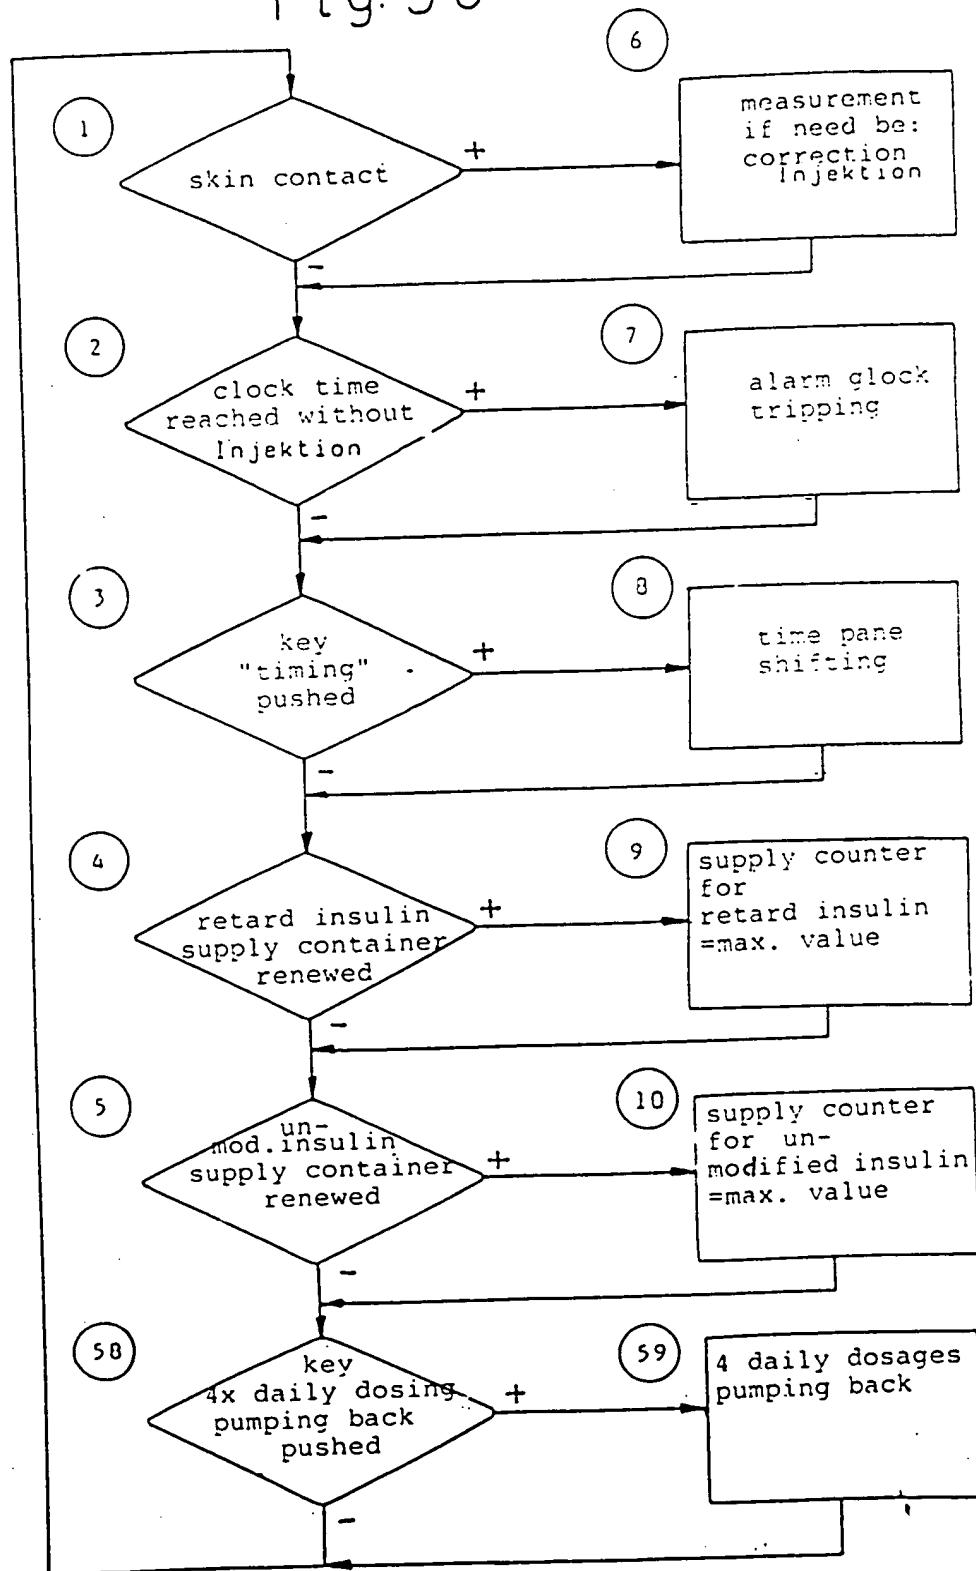 6
1
skin contact
+
measurement
if need be:
correction
Injektion
-
2
clock time
reached without
Injektion
+
7
alarm glock
tripping
-
3
key
"timing"
pushed
+
8
time pane
shifting
-
4
retard insulin
supply container
renewed
+
9
supply counter
for
retard insulin
=max. value
-
5
un-
mod.insulin
supply container
renewed
+
10
supply counter
for un-
modified insulin
=max. value
-
58
key
4x daily dosing
pumping back
pushed
+
59
4 daily dosages
pumping back
-